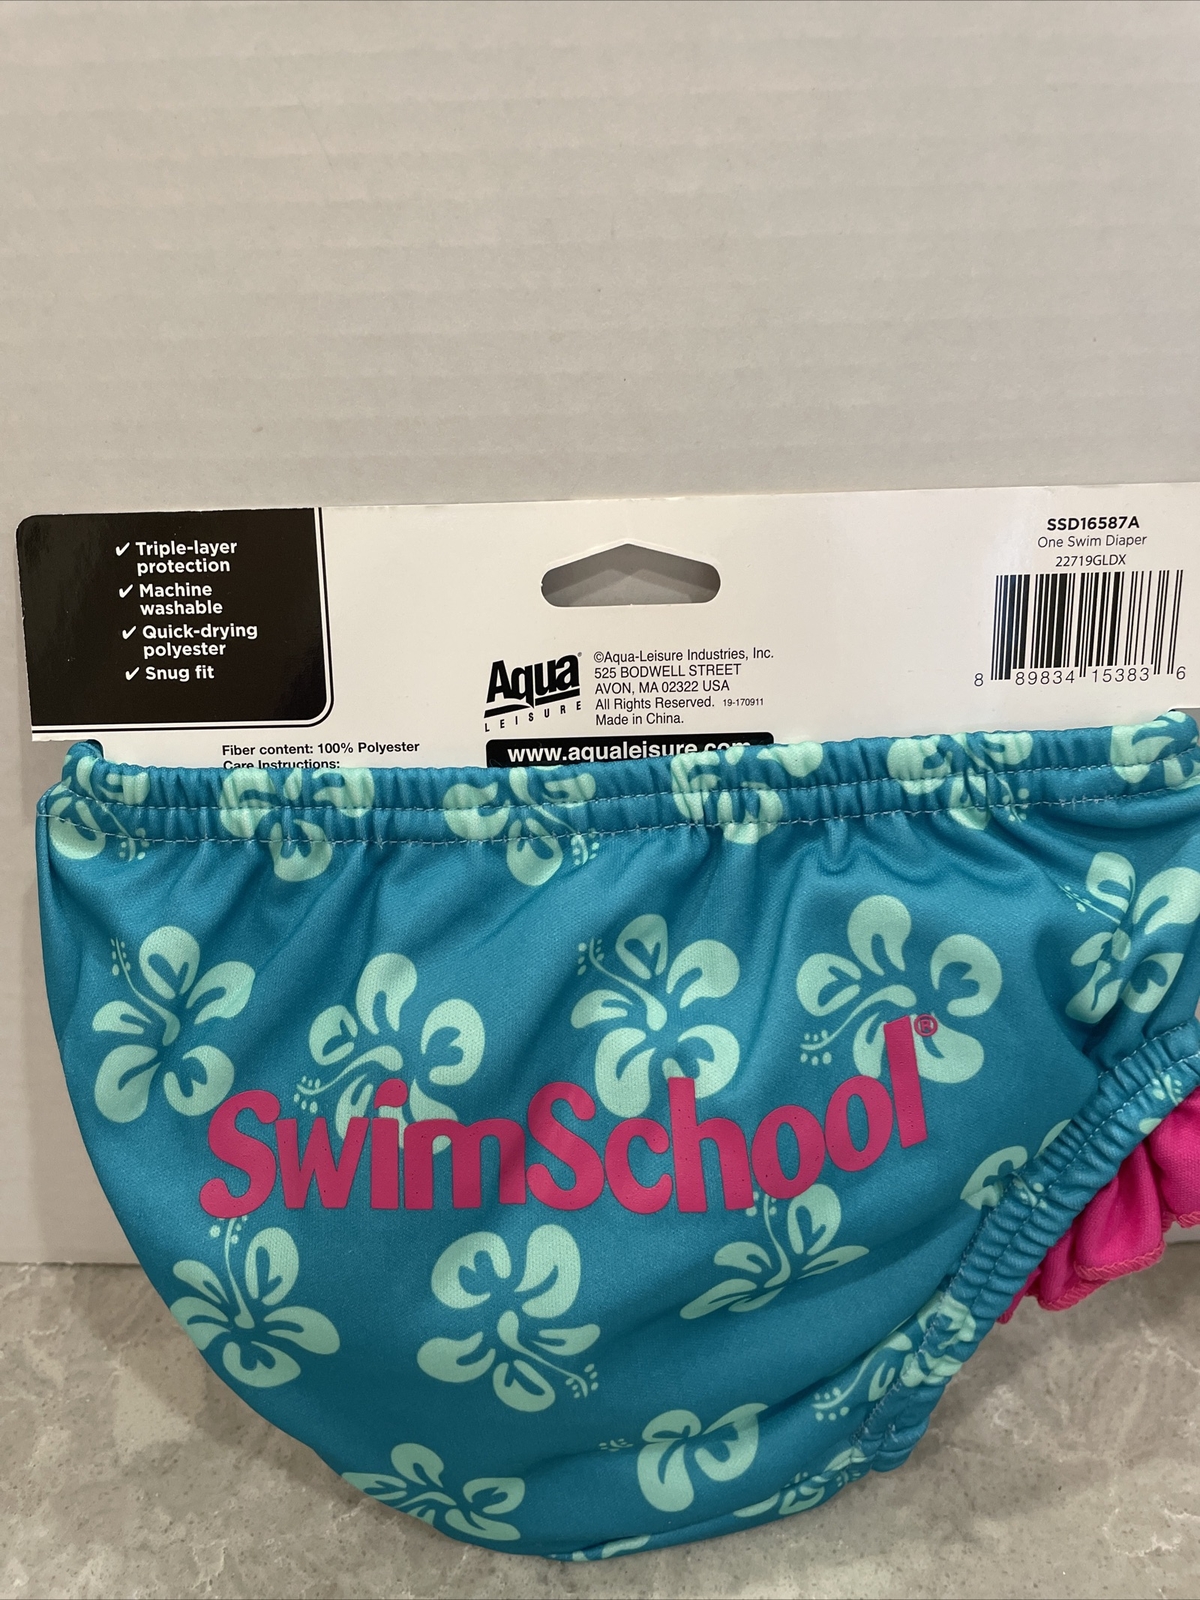 ✔ Triple-layer
protection
✔ Machine
washable
✔ Quick-drying
polyester
✔ Snug fit
Fiber content: 100% Polyester
Care Instructions:
Aqua®
LEISURE
©Aqua-Leisure Industries, Inc.
525 BODWELL STREET
AVON, MA 02322 USA
All Rights Reserved. 19-170911
Made in China.
www.aqualeisure.com
SSD16587A
One Swim Diaper
22719GLDX
8 89834 15383 6
SwimSchool®